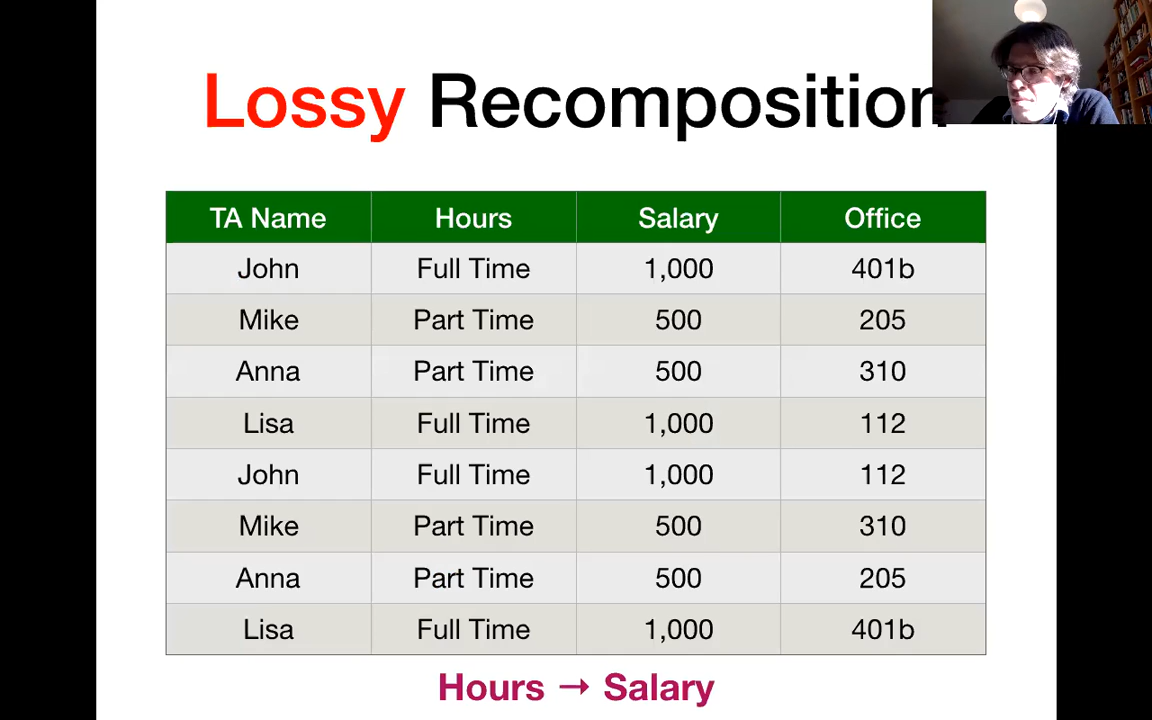 Lossy Recomposition
TA Name Hours Salary Office
John Full Time 1,000 401b
Mike Part Time 500 205
Anna Part Time 500 310
Lisa Full Time 1,000 112
John Full Time 1,000 112
Mike Part Time 500 310
Anna Part Time 500 205
Lisa Full Time 1,000 401b
Hours → Salary